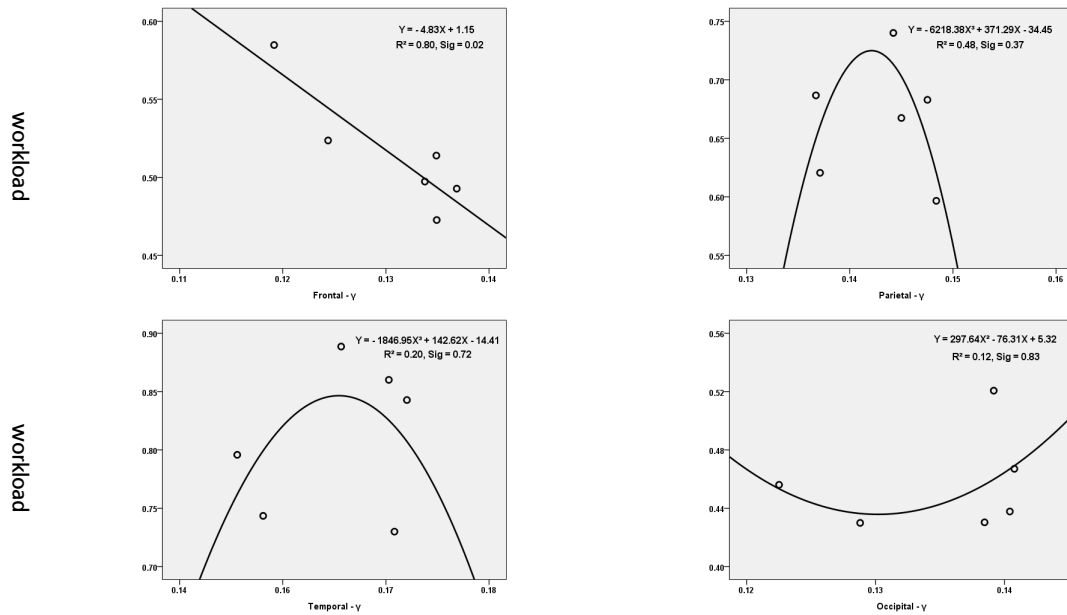 workload
0.60
0.55
0.50
0.45
Y = - 4.83X + 1.15
R² = 0.80, Sig = 0.02
0.11 0.12 0.13 0.14
Frontal - γ
0.75
0.70
0.65
0.60
0.55
Y = - 6218.38X³ + 371.29X - 34.45
R² = 0.48, Sig = 0.37
0.13 0.14 0.15 0.16
Parietal - γ
workload
0.90
0.85
0.80
0.75
0.70
Y = - 1846.95X³ + 142.62X - 14.41
R² = 0.20, Sig = 0.72
0.14 0.16 0.17 0.18
Temporal - γ
0.56
0.52
0.48
0.44
0.40
Y = 297.64X² - 76.31X + 5.32
R² = 0.12, Sig = 0.83
0.12 0.13 0.14
Occipital - γ